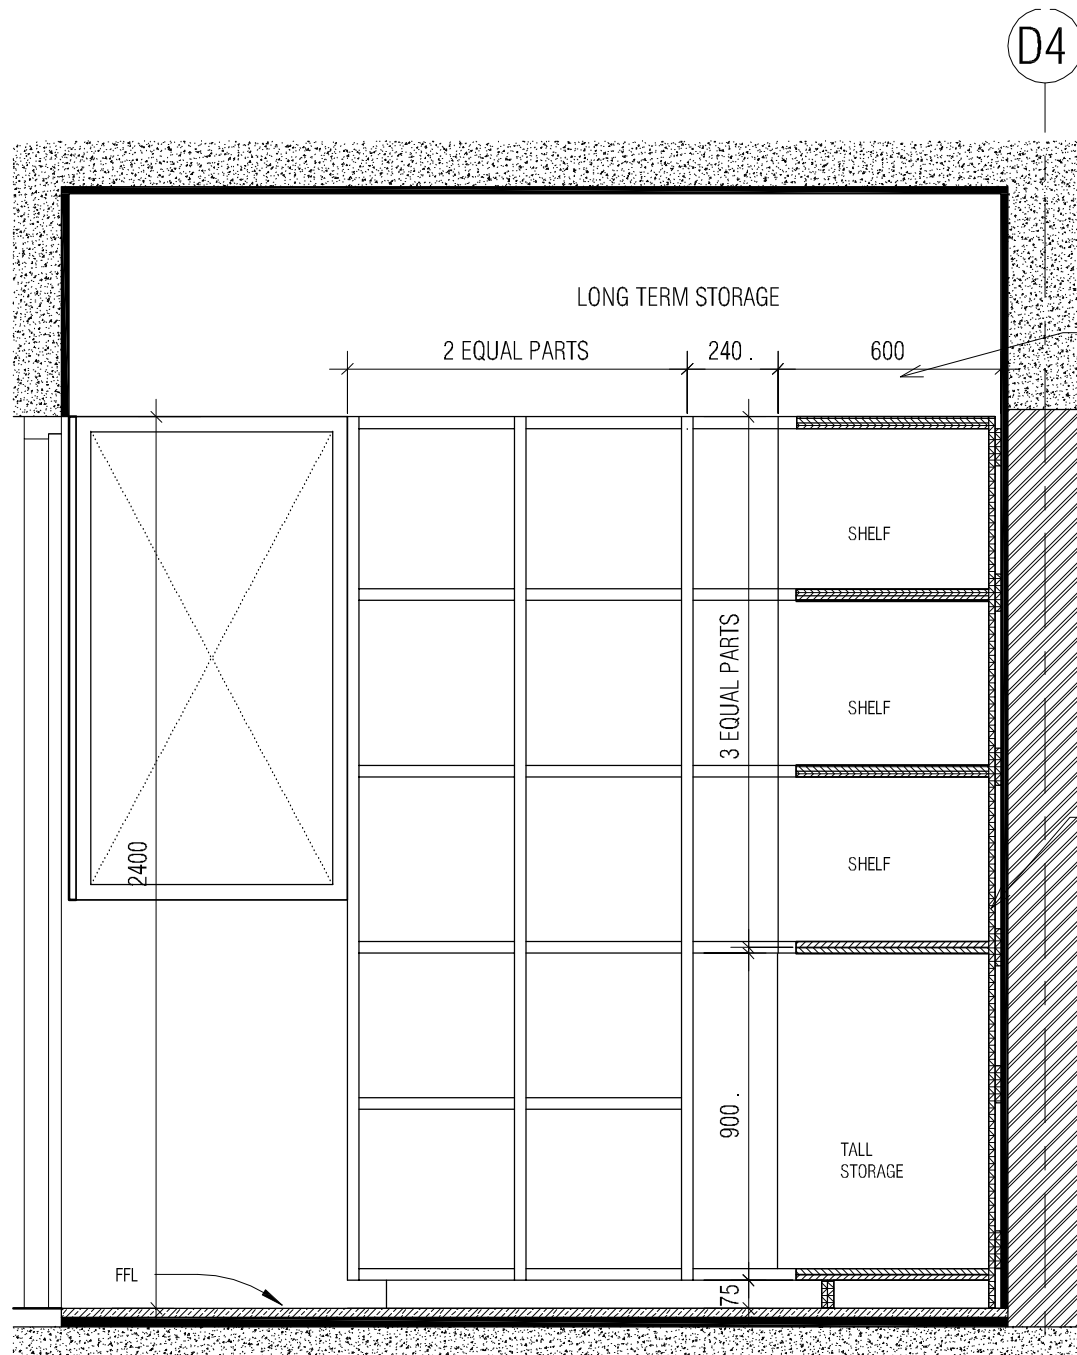 D4
LONG TERM STORAGE
2 EQUAL PARTS
240 .
600
SHELF
3 EQUAL PARTS
SHELF
2400
SHELF
900 .
TALL
STORAGE
FFL
75